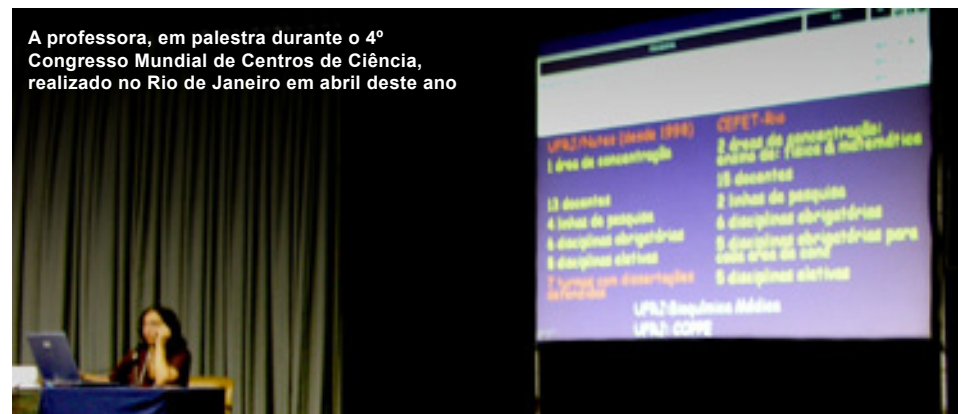 A professora, em palestra durante o 4º
Congresso Mundial de Centros de Ciência,
realizado no Rio de Janeiro em abril deste ano
UFRJ/Nutes (desde 1998)
1 área de concentração
13 docentes
4 linhas de pesquisa
6 disciplinas obrigatórias
8 disciplinas eletivas
7 turmas com dissertações
defendidas
CEFET-Rio
2 áreas de concentração:
ensino de: física & matemática
15 docentes
2 linhas de pesquisa
6 disciplinas obrigatórias
5 disciplinas obrigatórias para
cada área de conc
5 disciplinas eletivas
UFRJ:Bioquímica Médica
UFRJ: COPPE